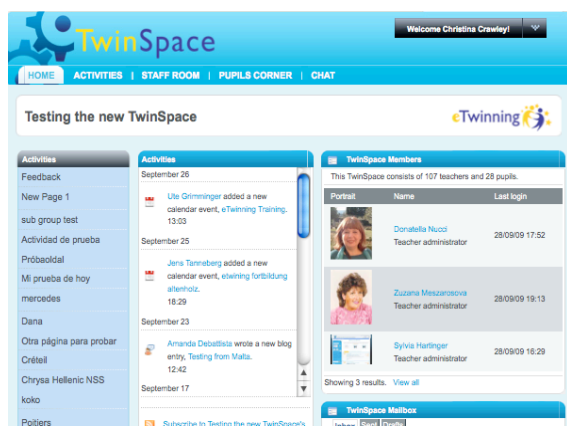 TwinSpace
Welcome Christina Crawley!
HOME ACTIVITIES | STAFF ROOM | PUPILS CORNER | CHAT
Testing the new TwinSpace
eTwinning
Activities
Feedback
New Page 1
sub group test
Actividad de prueba
Próbaoldal
Mi prueba de hoy
mercedes
Dana
Otra página para probar
Créteil
Chrysa Hellenic NSS
koko
Poitiers
Activities
September 26
Ute Grimminger added a new
calendar event, eTwinning Training.
13:03
September 25
Jens Tanneberg added a new
calendar event, etwining fortbildung
altenholz.
18:29
September 23
Amanda Debattista wrote a new blog
entry, Testing from Malta.
12:42
September 17
Subscribe to Testing the new TwinSpace's
TwinSpace Members
This TwinSpace consists of 107 teachers and 28 pupils.
Portrait Name Last login
Donatella Nucci
Teacher administrator
28/09/09 17:52
Zuzana Meszarosova
Teacher administrator
28/09/09 19:13
Sylvia Hartinger
Teacher administrator
28/09/09 16:29
Showing 3 results. View all
TwinSpace Mailbox
Inbox Sent Drafts